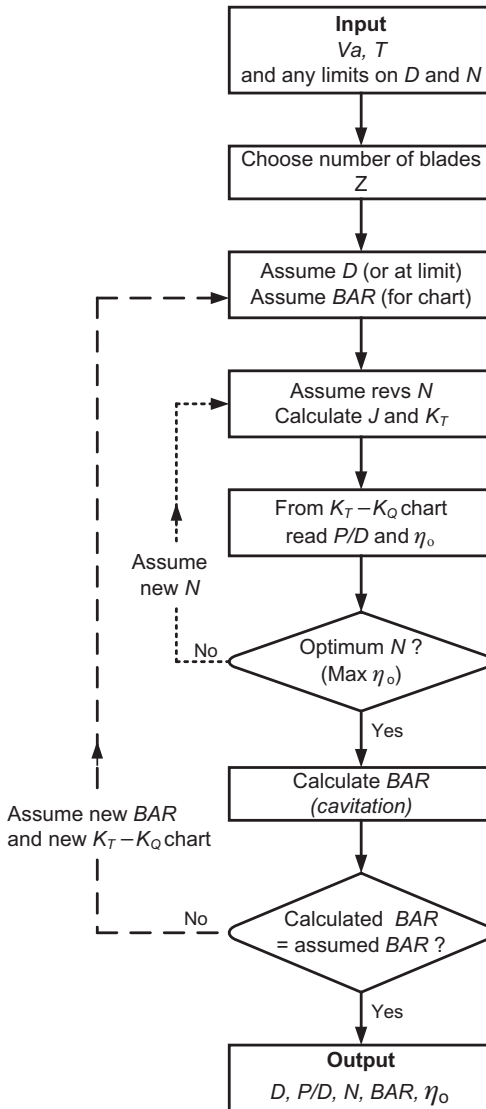 Input
Va, T
and any limits on D and N
Choose number of blades
Z
Assume D (or at limit)
Assume BAR (for chart)
Assume revs N
Calculate J and K_T
From K_T – K_Q chart
read P/D and η_o
Assume
new N
No
Optimum N ?
(Max η_o)
Yes
Calculate BAR
(cavitation)
Assume new BAR
and new K_T – K_Q chart
No
Calculated BAR
= assumed BAR ?
Yes
Output
D, P/D, N, BAR, η_o